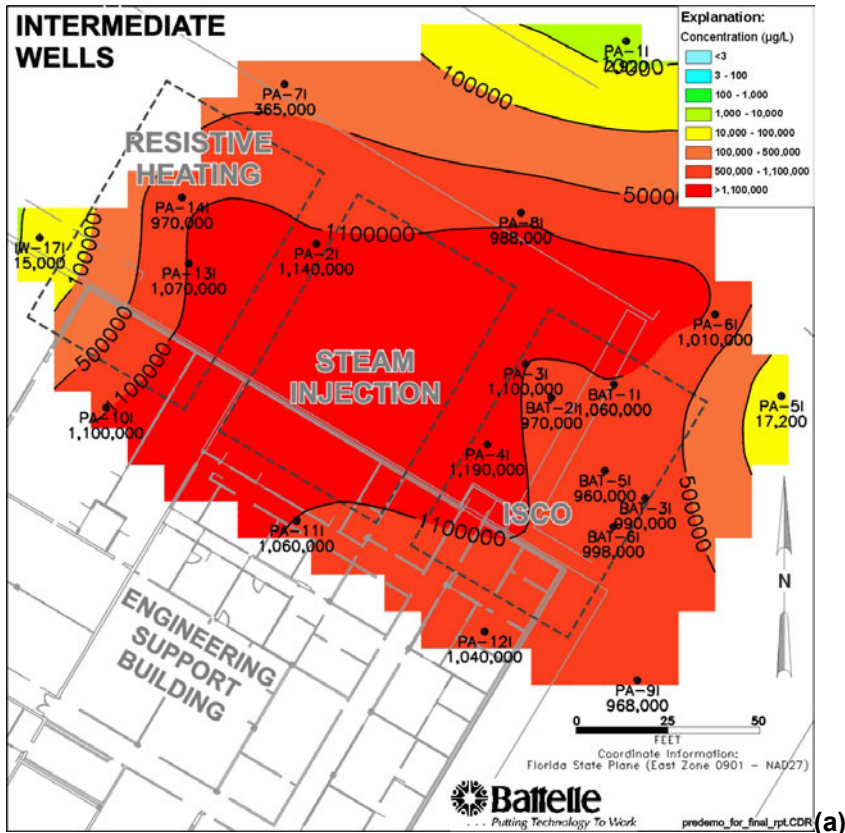 INTERMEDIATE
WELLS
Explanation:
Concentration (µg/L)
<3
3 - 100
100 - 1,000
1,000 - 10,000
10,000 - 100,000
100,000 - 500,000
500,000 - 1,100,000
>1,100,000
PA-1I
10000
100000
PA-7I
365,000
RESISTIVE
HEATING
500000
PA-14I
970,000
1100000
PA-8I
988,000
IW-17I
15,000
100000
PA-13I
1,070,000
PA-2I
1,140,000
PA-6I
1,010,000
500000
STEAM
INJECTION
PA-3I
1,100,000
BAT-1I
1,060,000
BAT-2I
970,000
PA-5I
17,200
1100000
PA-10I
1,100,000
PA-4I
1,190,000
BAT-5I
960,000
BAT-3I
990,000
500000
ISCO
BAT-6I
998,000
PA-11I
1,060,000
1100000
N
ENGINEERING
SUPPORT
BUILDING
PA-12I
1,040,000
PA-9I
968,000
0 25 50
FEET
Coordinate Information:
Florida State Plane (East Zone 0901 - NAD27)
Battelle
. . . Putting Technology To Work
predemo_for_final_rpt.CDR
(a)